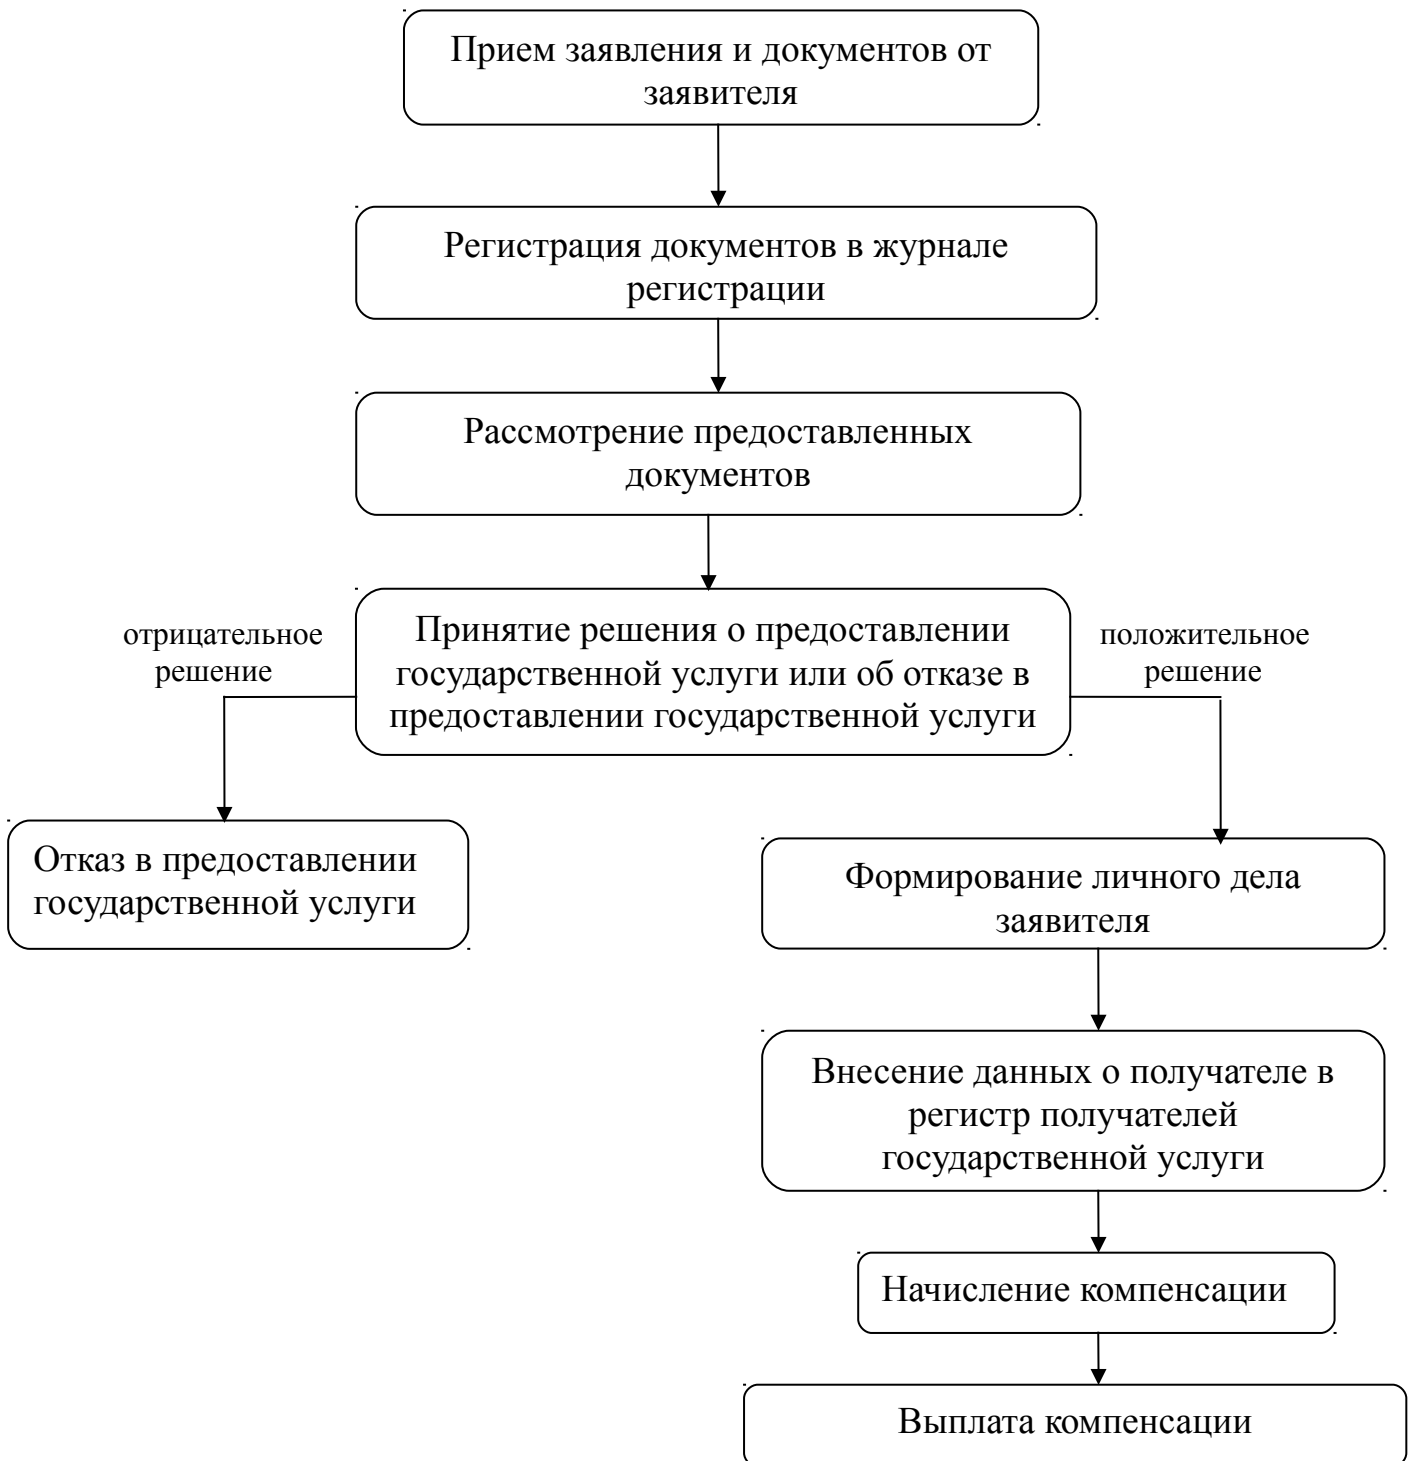 Прием заявления и документов от
заявителя
Регистрация документов в журнале
регистрации
Рассмотрение предоставленных
документов
отрицательное
решение
Принятие решения о предоставлении
государственной услуги или об отказе в
предоставлении государственной услуги
положительное
решение
Отказ в предоставлении
государственной услуги
Формирование личного дела
заявителя
Внесение данных о получателе в
регистр получателей
государственной услуги
Начисление компенсации
Выплата компенсации